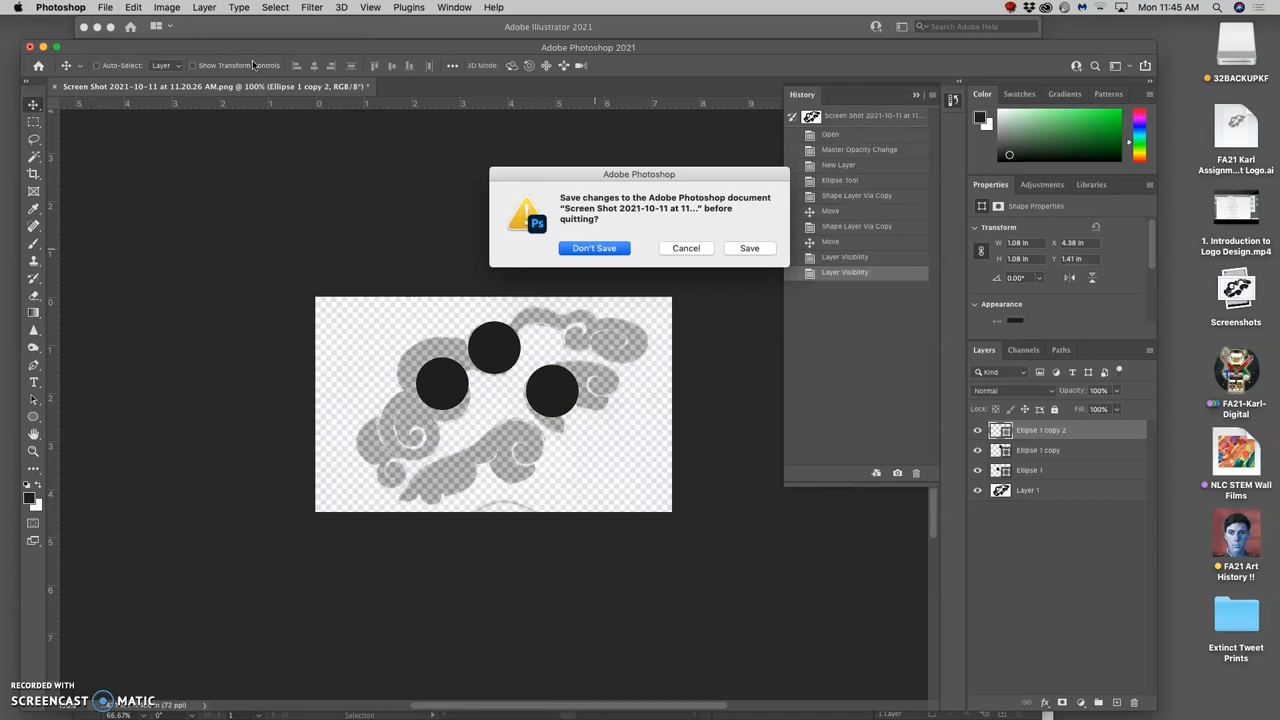 Photoshop File Edit Image Layer Type Select Filter 3D View Plugins Window Help Mon 11:45 AM
Adobe Illustrator 2021
Search Adobe Help
Adobe Photoshop 2021
Auto-Select: Layer Show Transform Controls 3D Mode:
Screen Shot 2021-10-11 at 11.20.26 AM.png @ 100% (Ellipse 1 copy 2, RGB/8*) *
History
Screen Shot 2021-10-11 at 11...
Open
Master Opacity Change
New Layer
Ellipse Tool
Shape Layer Via Copy
Move
Shape Layer Via Copy
Move
Layer Visibility
Layer Visibility
Adobe Photoshop
Save changes to the Adobe Photoshop document
“Screen Shot 2021-10-11 at 11...” before
quitting?
Don't Save Cancel Save
Ps
Color Swatches Gradients Patterns
Properties Adjustments Libraries
Shape Properties
Transform
W: 1.08 in X: 4.38 in
H: 1.08 in Y: 1.41 in
0.00°
Appearance
Layers Channels Paths
Kind
Normal Opacity: 100%
Lock: Fill: 100%
Ellipse 1 copy 2
Ellipse 1 copy
Ellipse 1
Layer 1
32BACKUPKF
FA21 Karl
Assignm...t Logo.ai
1. Introduction to
Logo Design.mp4
Screenshots
FA21-Karl-
Digital
NLC STEM Wall
Films
FA21 Art
History !!
Extinct Tweet
Prints
RECORDED WITH
SCREENCAST MATIC
(72 ppi)
66.67% 0° 1 Selection
1 Layer